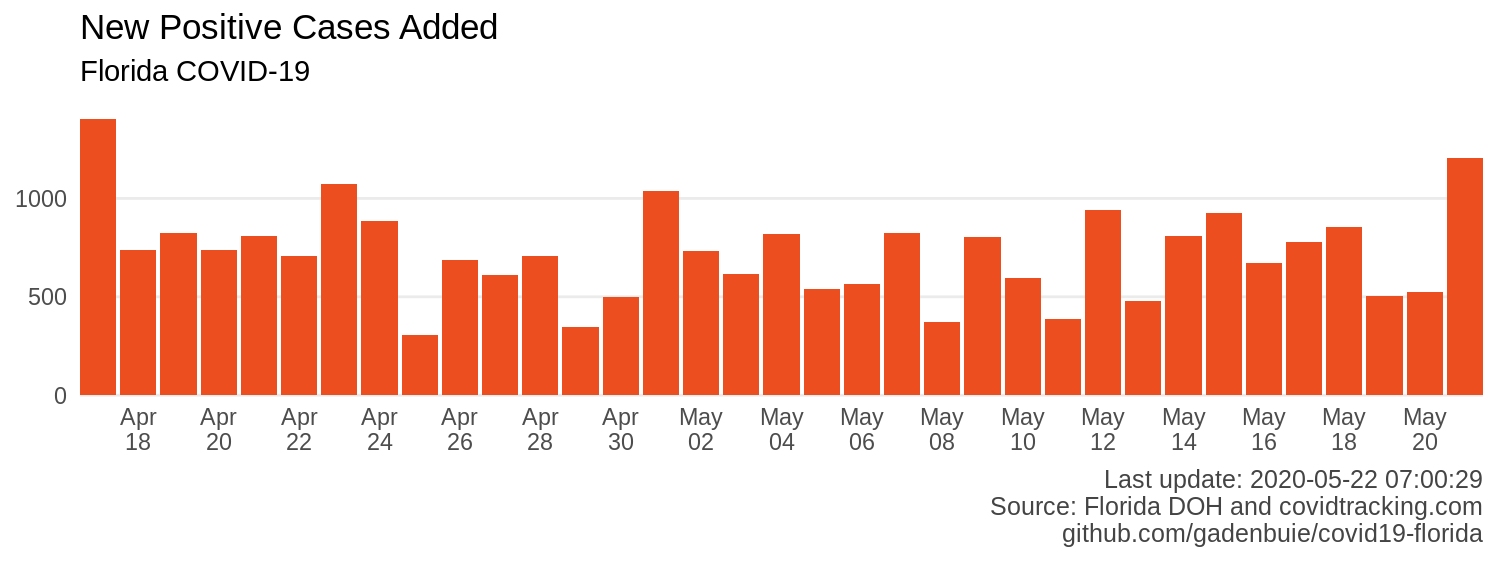 New Positive Cases Added
Florida COVID-19
1000
500
0
Apr Apr Apr Apr Apr Apr Apr May May May May May May May May May May
18 20 22 24 26 28 30 02 04 06 08 10 12 14 16 18 20
Last update: 2020-05-22 07:00:29
Source: Florida DOH and covidtracking.com
github.com/gadenbuie/covid19-florida